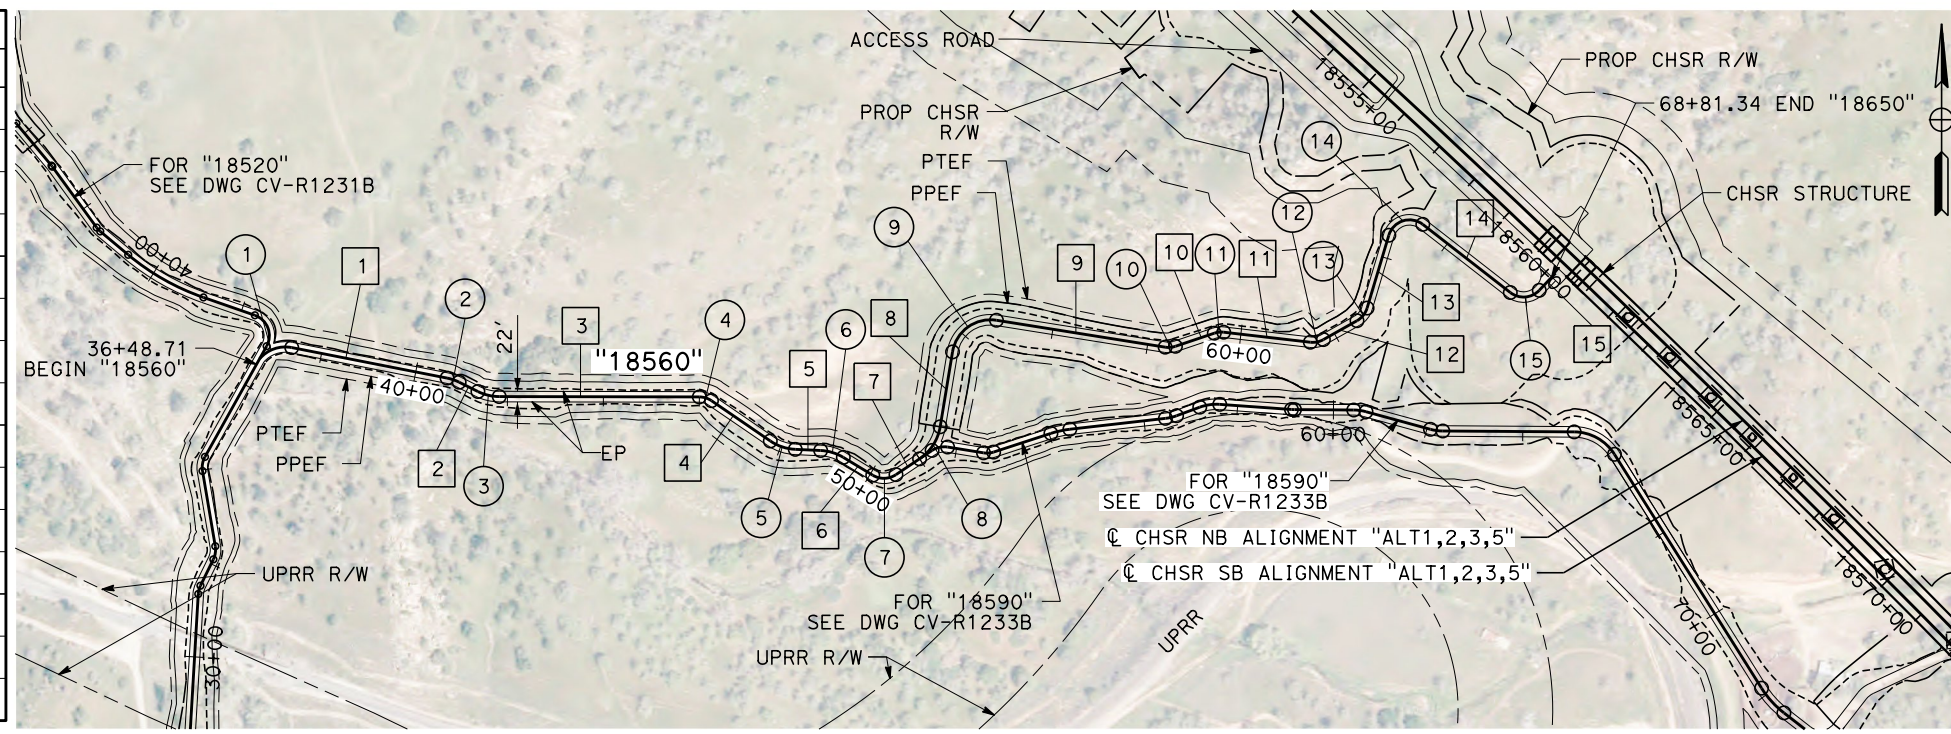 ACCESS ROAD
PROP CHSR R/W
18555+00
68+81.34 END "18650"
PROP CHSR
R/W
14
PTEF
FOR "18520"
SEE DWG CV-R1231B
PPEF
CHSR STRUCTURE
12
14
9
40+00
1
1
9
10
10
11
11
13
18560+00
2
13
3
4
8
6
36+48.71
BEGIN "18560"
22'
"18560"
60+00
12
15
15
5
7
40+00
PTEF
PPEF
2
3
EP
4
60+00
18565+00
50+00
FOR "18590"
SEE DWG CV-R1233B
5
6
8
7
℄ CHSR NB ALIGNMENT "ALT1,2,3,5"
℄ CHSR SB ALIGNMENT "ALT1,2,3,5"
18570+00
UPRR R/W
FOR "18590"
SEE DWG CV-R1233B
UPRR
70+00
30+00
UPRR R/W